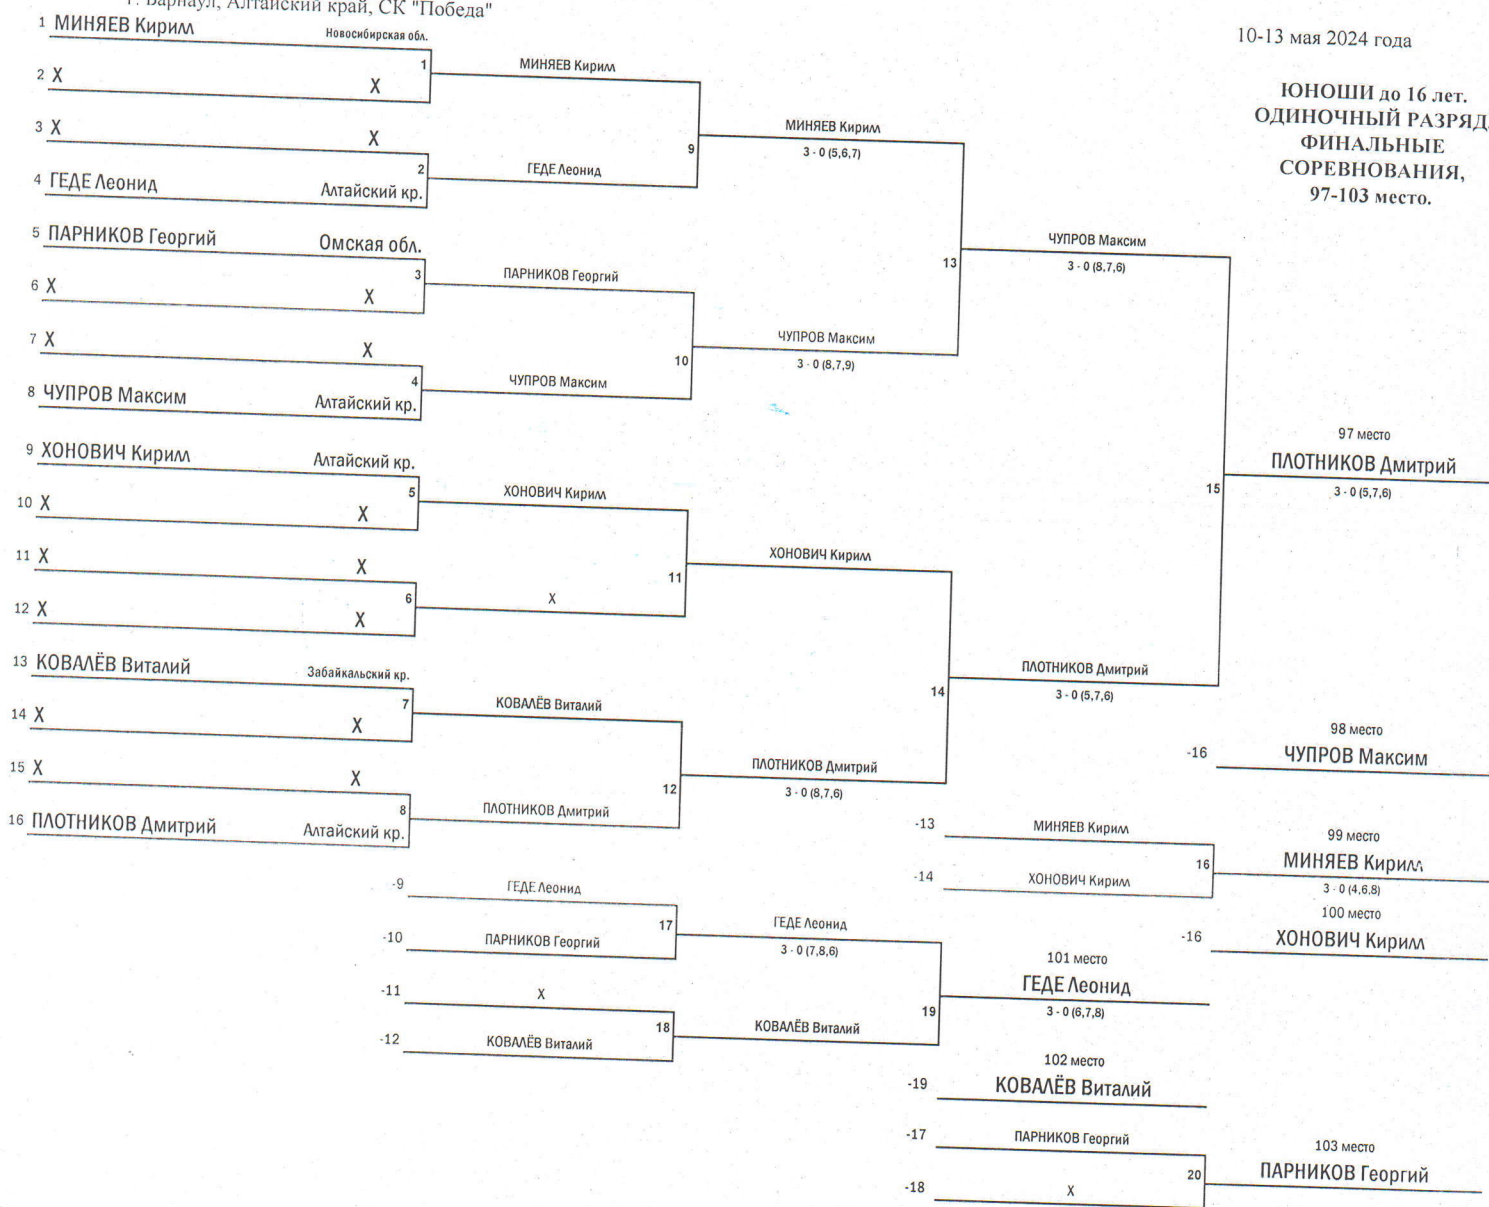 г. Барнаул, Алтайский край, СК "Победа"
10-13 мая 2024 года
ЮНОШИ до 16 лет.
ОДИНОЧНЫЙ РАЗРЯД.
ФИНАЛЬНЫЕ
СОРЕВНОВАНИЯ,
97-103 место.
1 МИНЯЕВ Кирилл Новосибирская обл.
1 МИНЯЕВ Кирилл
2 X X
9 МИНЯЕВ Кирилл
3 - 0 (5,6,7)
3 X X
2 ГЕДЕ Леонид
4 ГЕДЕ Леонид Алтайский кр.
13 ЧУПРОВ Максим
3 - 0 (8,7,6)
5 ПАРНИКОВ Георгий Омская обл.
3 ПАРНИКОВ Георгий
6 X X
10 ЧУПРОВ Максим
3 - 0 (8,7,9)
7 X X
4 ЧУПРОВ Максим
8 ЧУПРОВ Максим Алтайский кр.
97 место
15 ПЛОТНИКОВ Дмитрий
3 - 0 (5,7,6)
9 ХОНОВИЧ Кирилл Алтайский кр.
5 ХОНОВИЧ Кирилл
10 X X
11 ХОНОВИЧ Кирилл
11 X X
6 X
12 X X
14 ПЛОТНИКОВ Дмитрий
3 - 0 (5,7,6)
13 КОВАЛЁВ Виталий Забайкальский кр.
7 КОВАЛЁВ Виталий
14 X X
12 ПЛОТНИКОВ Дмитрий
3 - 0 (8,7,6)
15 X X
8 ПЛОТНИКОВ Дмитрий
16 ПЛОТНИКОВ Дмитрий Алтайский кр.
98 место
-16 ЧУПРОВ Максим
-13 МИНЯЕВ Кирилл
99 место
16 МИНЯЕВ Кирилл
3 - 0 (4,6,8)
-14 ХОНОВИЧ Кирилл
100 место
-16 ХОНОВИЧ Кирилл
-9 ГЕДЕ Леонид
17 ГЕДЕ Леонид
3 - 0 (7,8,6)
-10 ПАРНИКОВ Георгий
101 место
19 ГЕДЕ Леонид
3 - 0 (6,7,8)
-11 X
18 КОВАЛЁВ Виталий
-12 КОВАЛЁВ Виталий
102 место
-19 КОВАЛЁВ Виталий
-17 ПАРНИКОВ Георгий
103 место
20 ПАРНИКОВ Георгий
-18 X